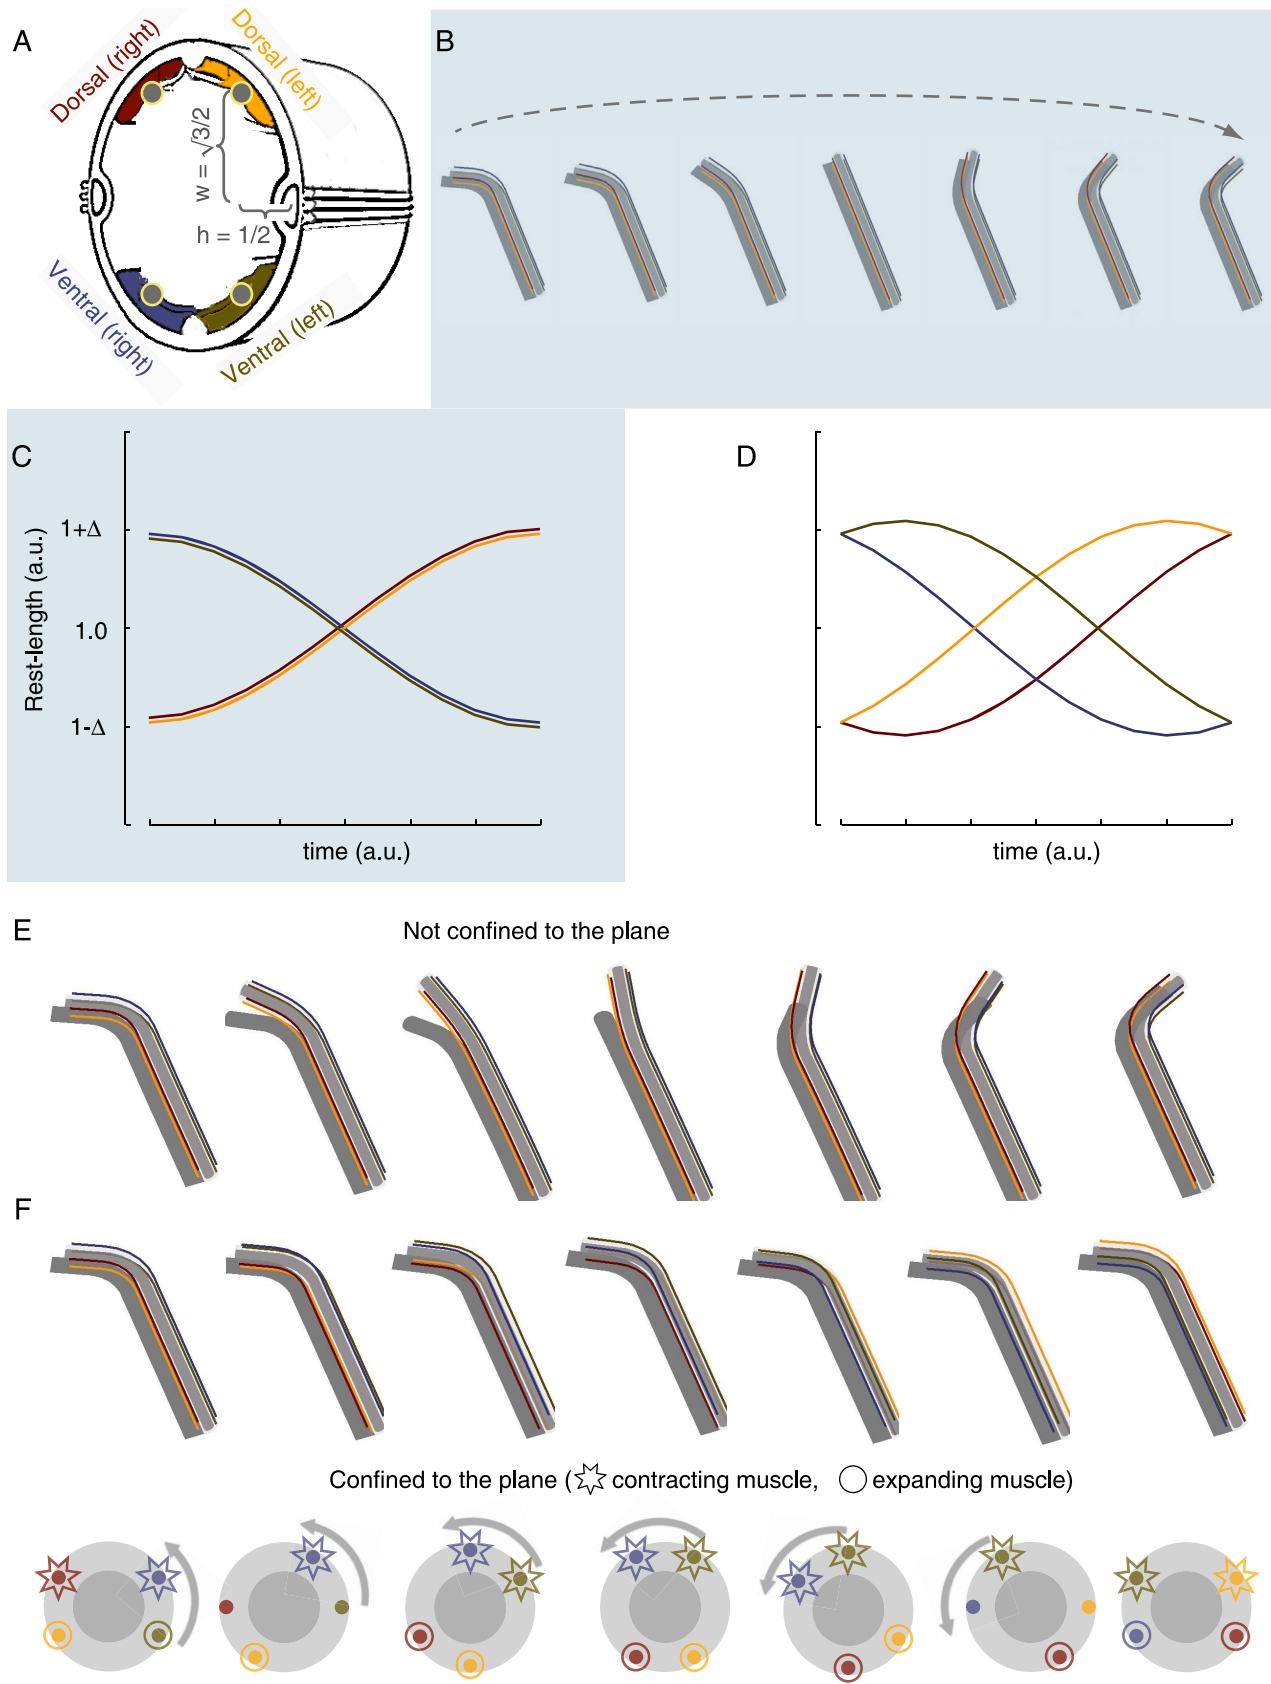 A
Dorsal (right)
Dorsal (left)
w = √3/2
h = 1/2
Ventral (right)
Ventral (left)
B
C
Rest-length (a.u.)
1+Δ
1.0
1-Δ
time (a.u.)
D
time (a.u.)
E
Not confined to the plane
F
Confined to the plane ( contracting muscle, expanding muscle)